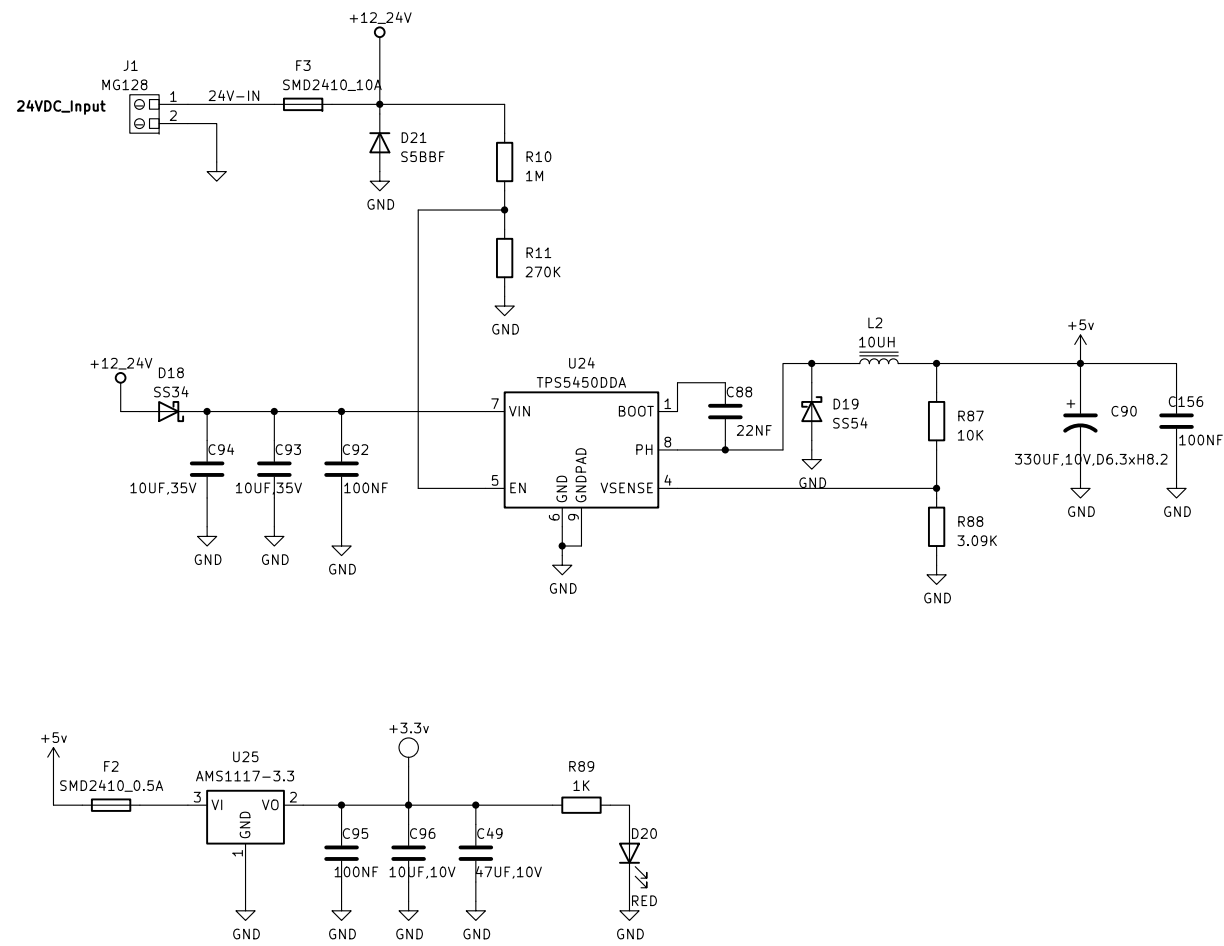 +12_24V
J1
MG128
F3
SMD2410_10A
24VDC_Input
1
24V-IN
2
D21
S5BBF
GND
R10
1M
R11
270K
GND
+12_24V
D18
SS34
C94
10UF,35V
GND
C93
10UF,35V
GND
C92
100NF
GND
U24
TPS5450DDA
7
VIN
BOOT
1
PH
8
5
EN
VSENSE
4
GND
GNDPAD
6
9
GND
C88
22NF
D19
SS54
GND
L2
10UH
R87
10K
R88
3.09K
GND
+5v
+
C90
330UF,10V,D6.3xH8.2
GND
C156
100NF
GND
+5v
F2
SMD2410_0.5A
U25
AMS1117-3.3
3
VI
VO
2
GND
1
GND
+3.3v
C95
100NF
GND
C96
10UF,10V
GND
C49
47UF,10V
GND
R89
1K
D20
RED
GND